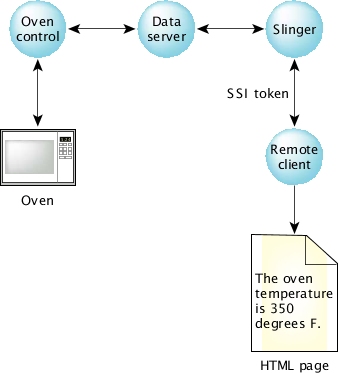 Oven
control
Data
server
Slinger
SSI token
Remote
client
Oven
The oven
temperature
is 350
degrees F.
HTML page